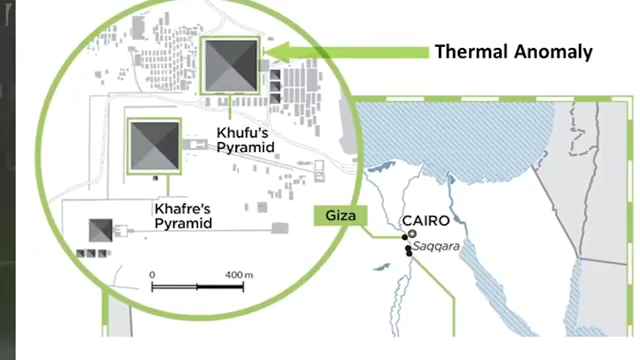 Thermal Anomaly
Khufu's
Pyramid
Khafre's
Pyramid
Giza
CAIRO
Saqqara
0
400 m